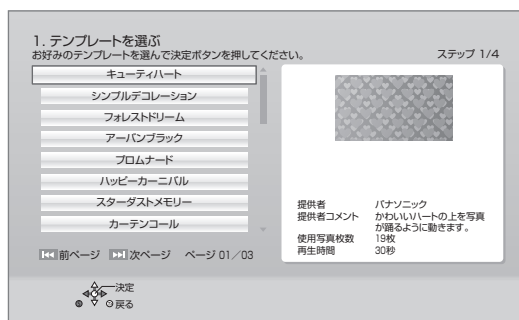 1. テンプレートを選ぶ
お好みのテンプレートを選んで決定ボタンを押してください。
ステップ 1/4
キューティハート
シンプルデコレーション
フォレストドリーム
アーバンブラック
プロムナード
ハッピーカーニバル
スターダストメモリー
カーテンコール
前ページ 次ページ ページ 01/03
提供者 パナソニック
提供者コメント かわいいハートの上を写真
が踊るように動きます。
使用写真枚数 19枚
再生時間 30秒
決定
戻る